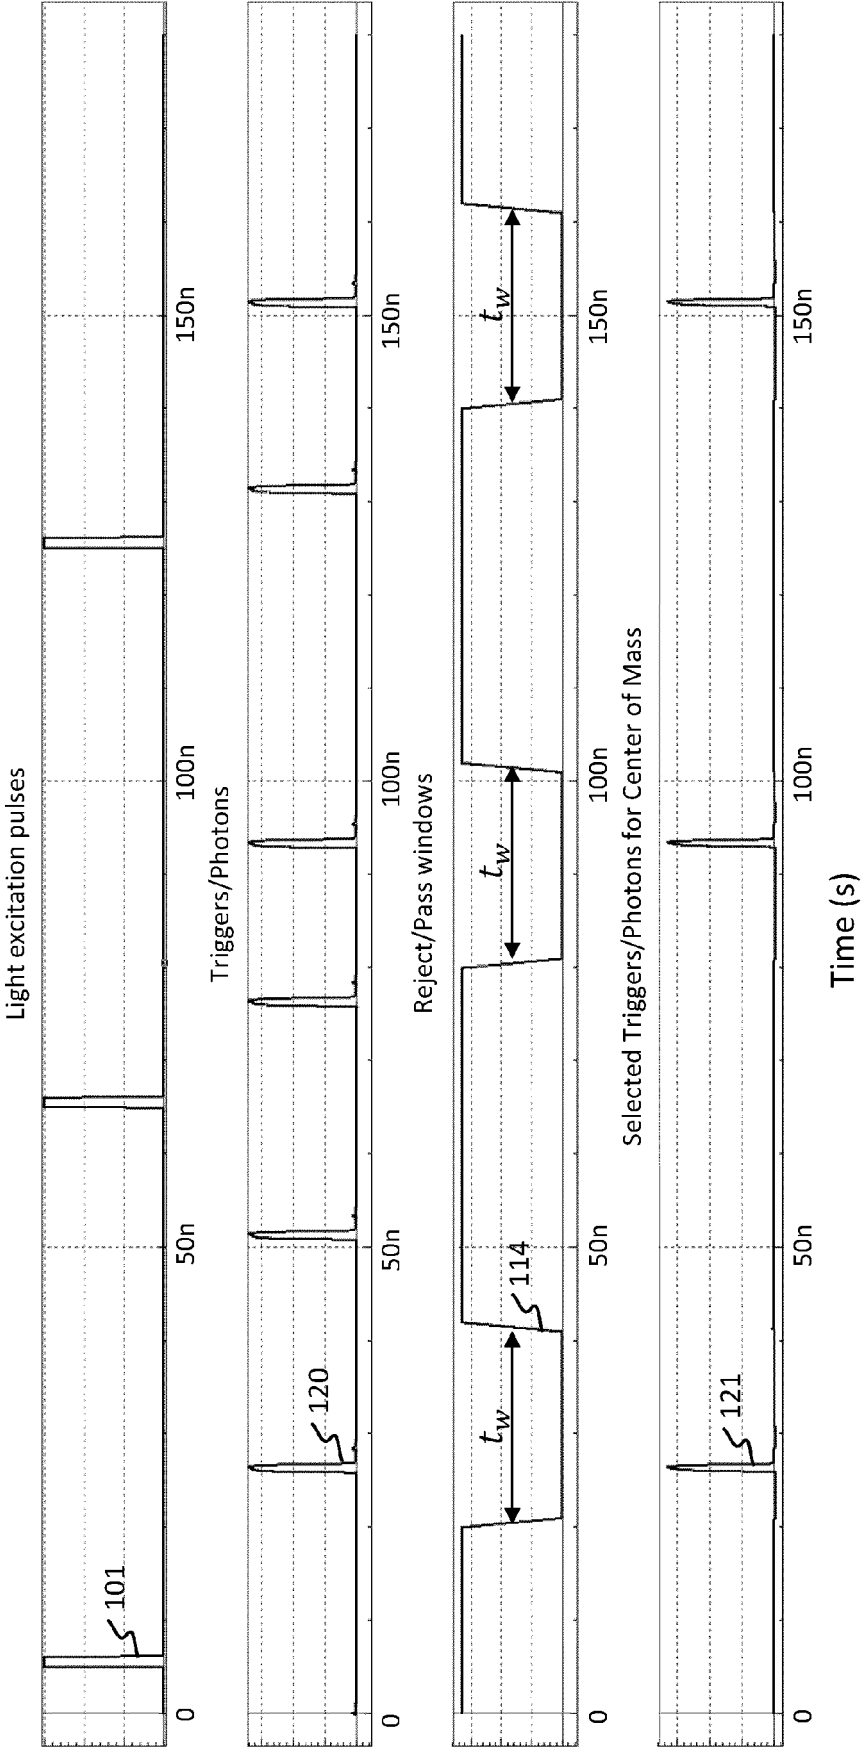 Light excitation pulses
101
0
50n
100n
150n
Triggers/Photons
120
0
50n
100n
150n
Reject/Pass windows
t_w
t_w
t_w
114
0
50n
100n
150n
Selected Triggers/Photons for Center of Mass
121
0
50n
100n
150n
Time (s)